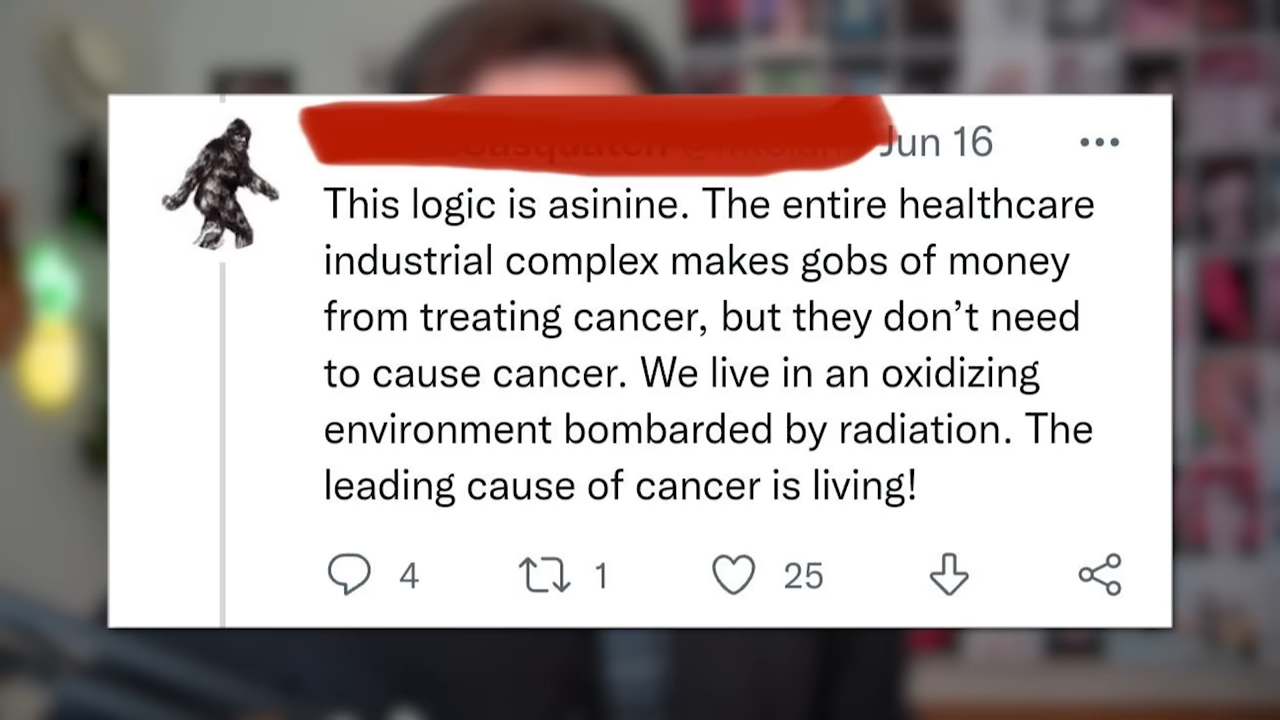 Jun 16
This logic is asinine. The entire healthcare
industrial complex makes gobs of money
from treating cancer, but they don’t need
to cause cancer. We live in an oxidizing
environment bombarded by radiation. The
leading cause of cancer is living!
4 1 25